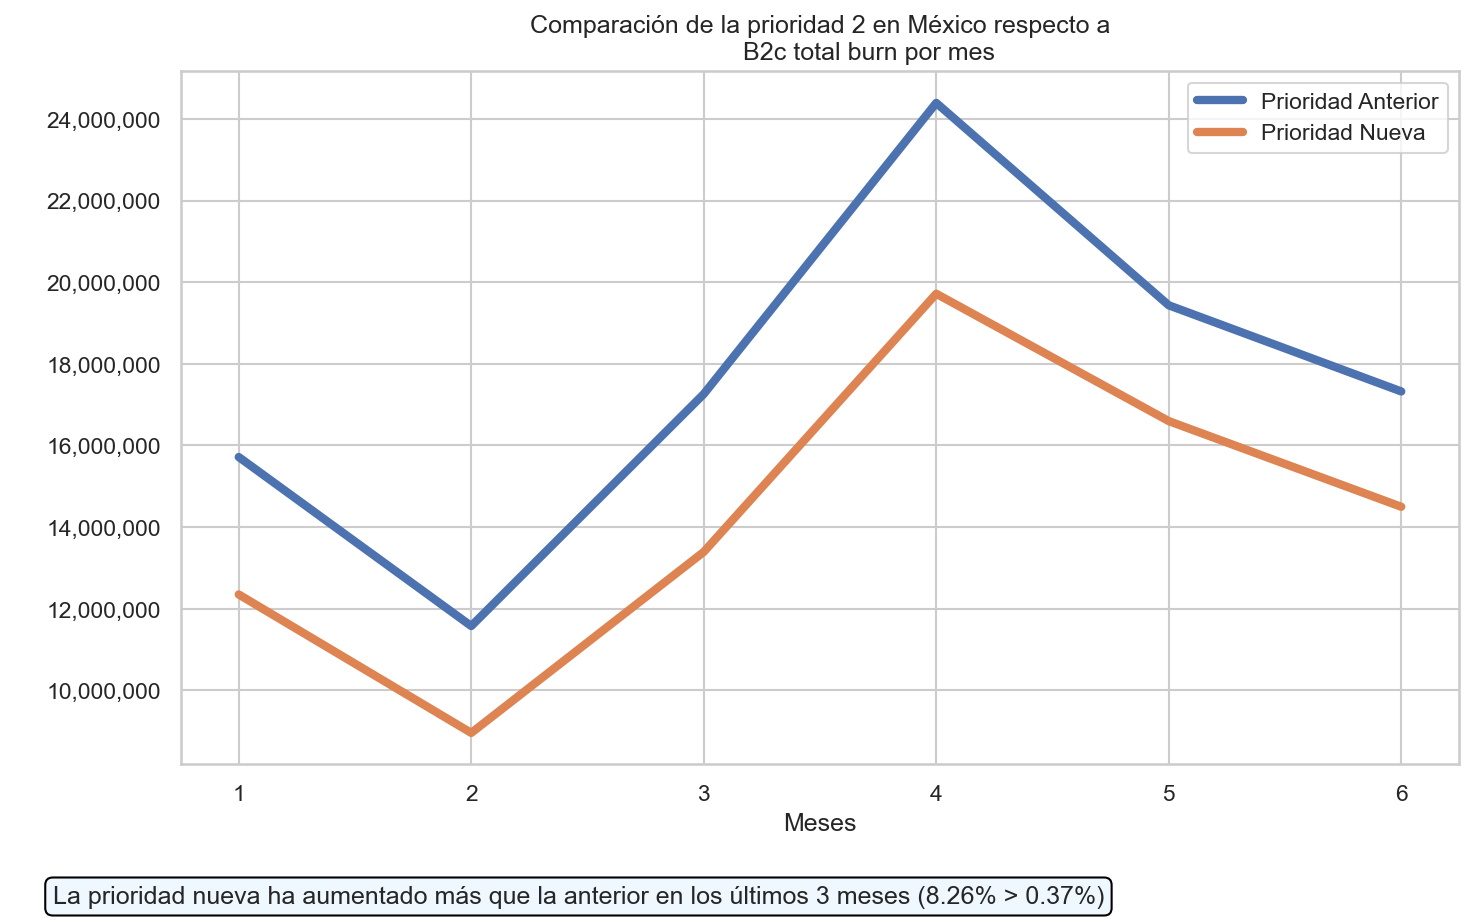 Comparación de la prioridad 2 en México respecto a
B2c total burn por mes
Prioridad Anterior
Prioridad Nueva
24,000,000
22,000,000
20,000,000
18,000,000
16,000,000
14,000,000
12,000,000
10,000,000
1 2 3 4 5 6
Meses
La prioridad nueva ha aumentado más que la anterior en los últimos 3 meses (8.26% > 0.37%)